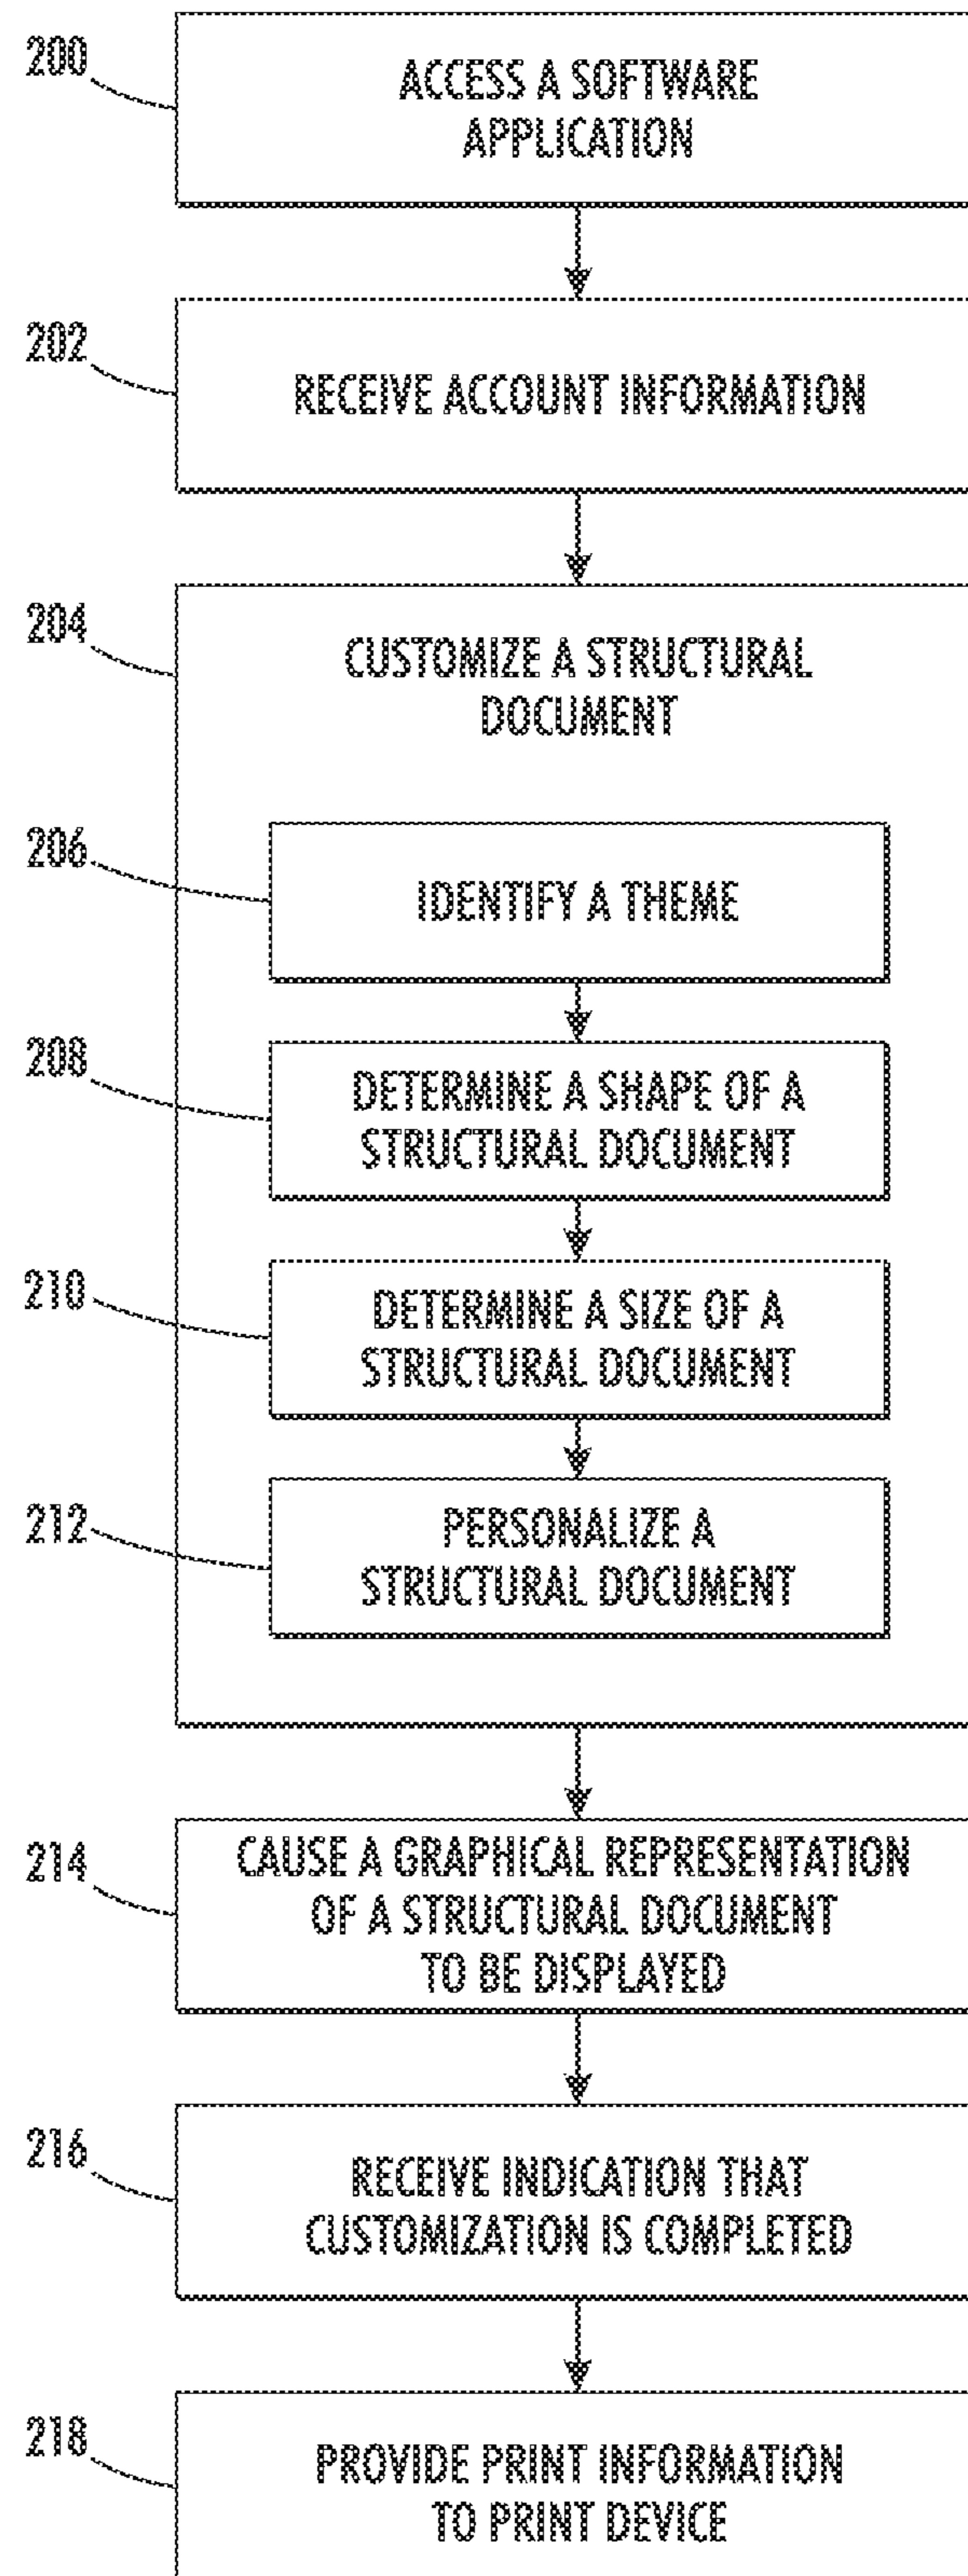 200
ACCESS A SOFTWARE
APPLICATION
202
RECEIVE ACCOUNT INFORMATION
204
CUSTOMIZE A STRUCTURAL
DOCUMENT
206
IDENTIFY A THEME
208
DETERMINE A SHAPE OF A
STRUCTURAL DOCUMENT
210
DETERMINE A SIZE OF A
STRUCTURAL DOCUMENT
212
PERSONALIZE A
STRUCTURAL DOCUMENT
214
CAUSE A GRAPHICAL REPRESENTATION
OF A STRUCTURAL DOCUMENT
TO BE DISPLAYED
216
RECEIVE INDICATION THAT
CUSTOMIZATION IS COMPLETED
218
PROVIDE PRINT INFORMATION
TO PRINT DEVICE